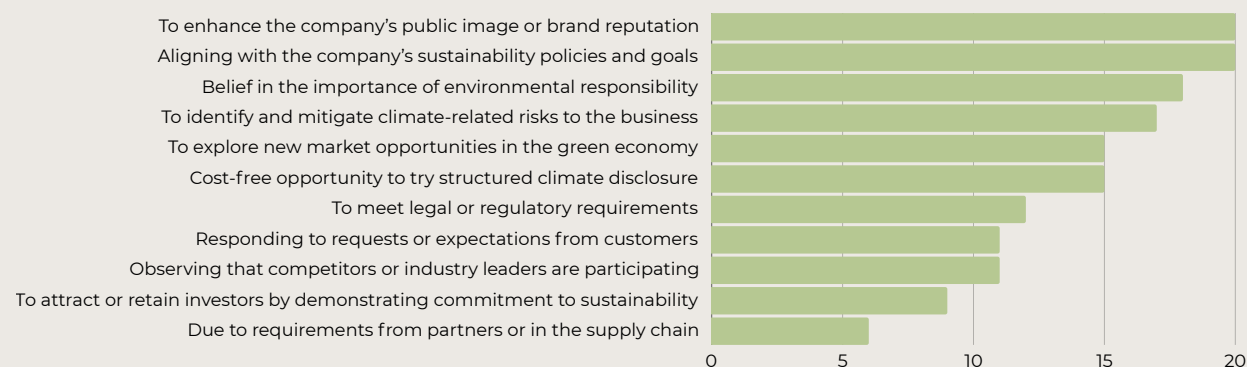 To enhance the company’s public image or brand reputation
Aligning with the company’s sustainability policies and goals
Belief in the importance of environmental responsibility
To identify and mitigate climate-related risks to the business
To explore new market opportunities in the green economy
Cost-free opportunity to try structured climate disclosure
To meet legal or regulatory requirements
Responding to requests or expectations from customers
Observing that competitors or industry leaders are participating
To attract or retain investors by demonstrating commitment to sustainability
Due to requirements from partners or in the supply chain
0 5 10 15 20